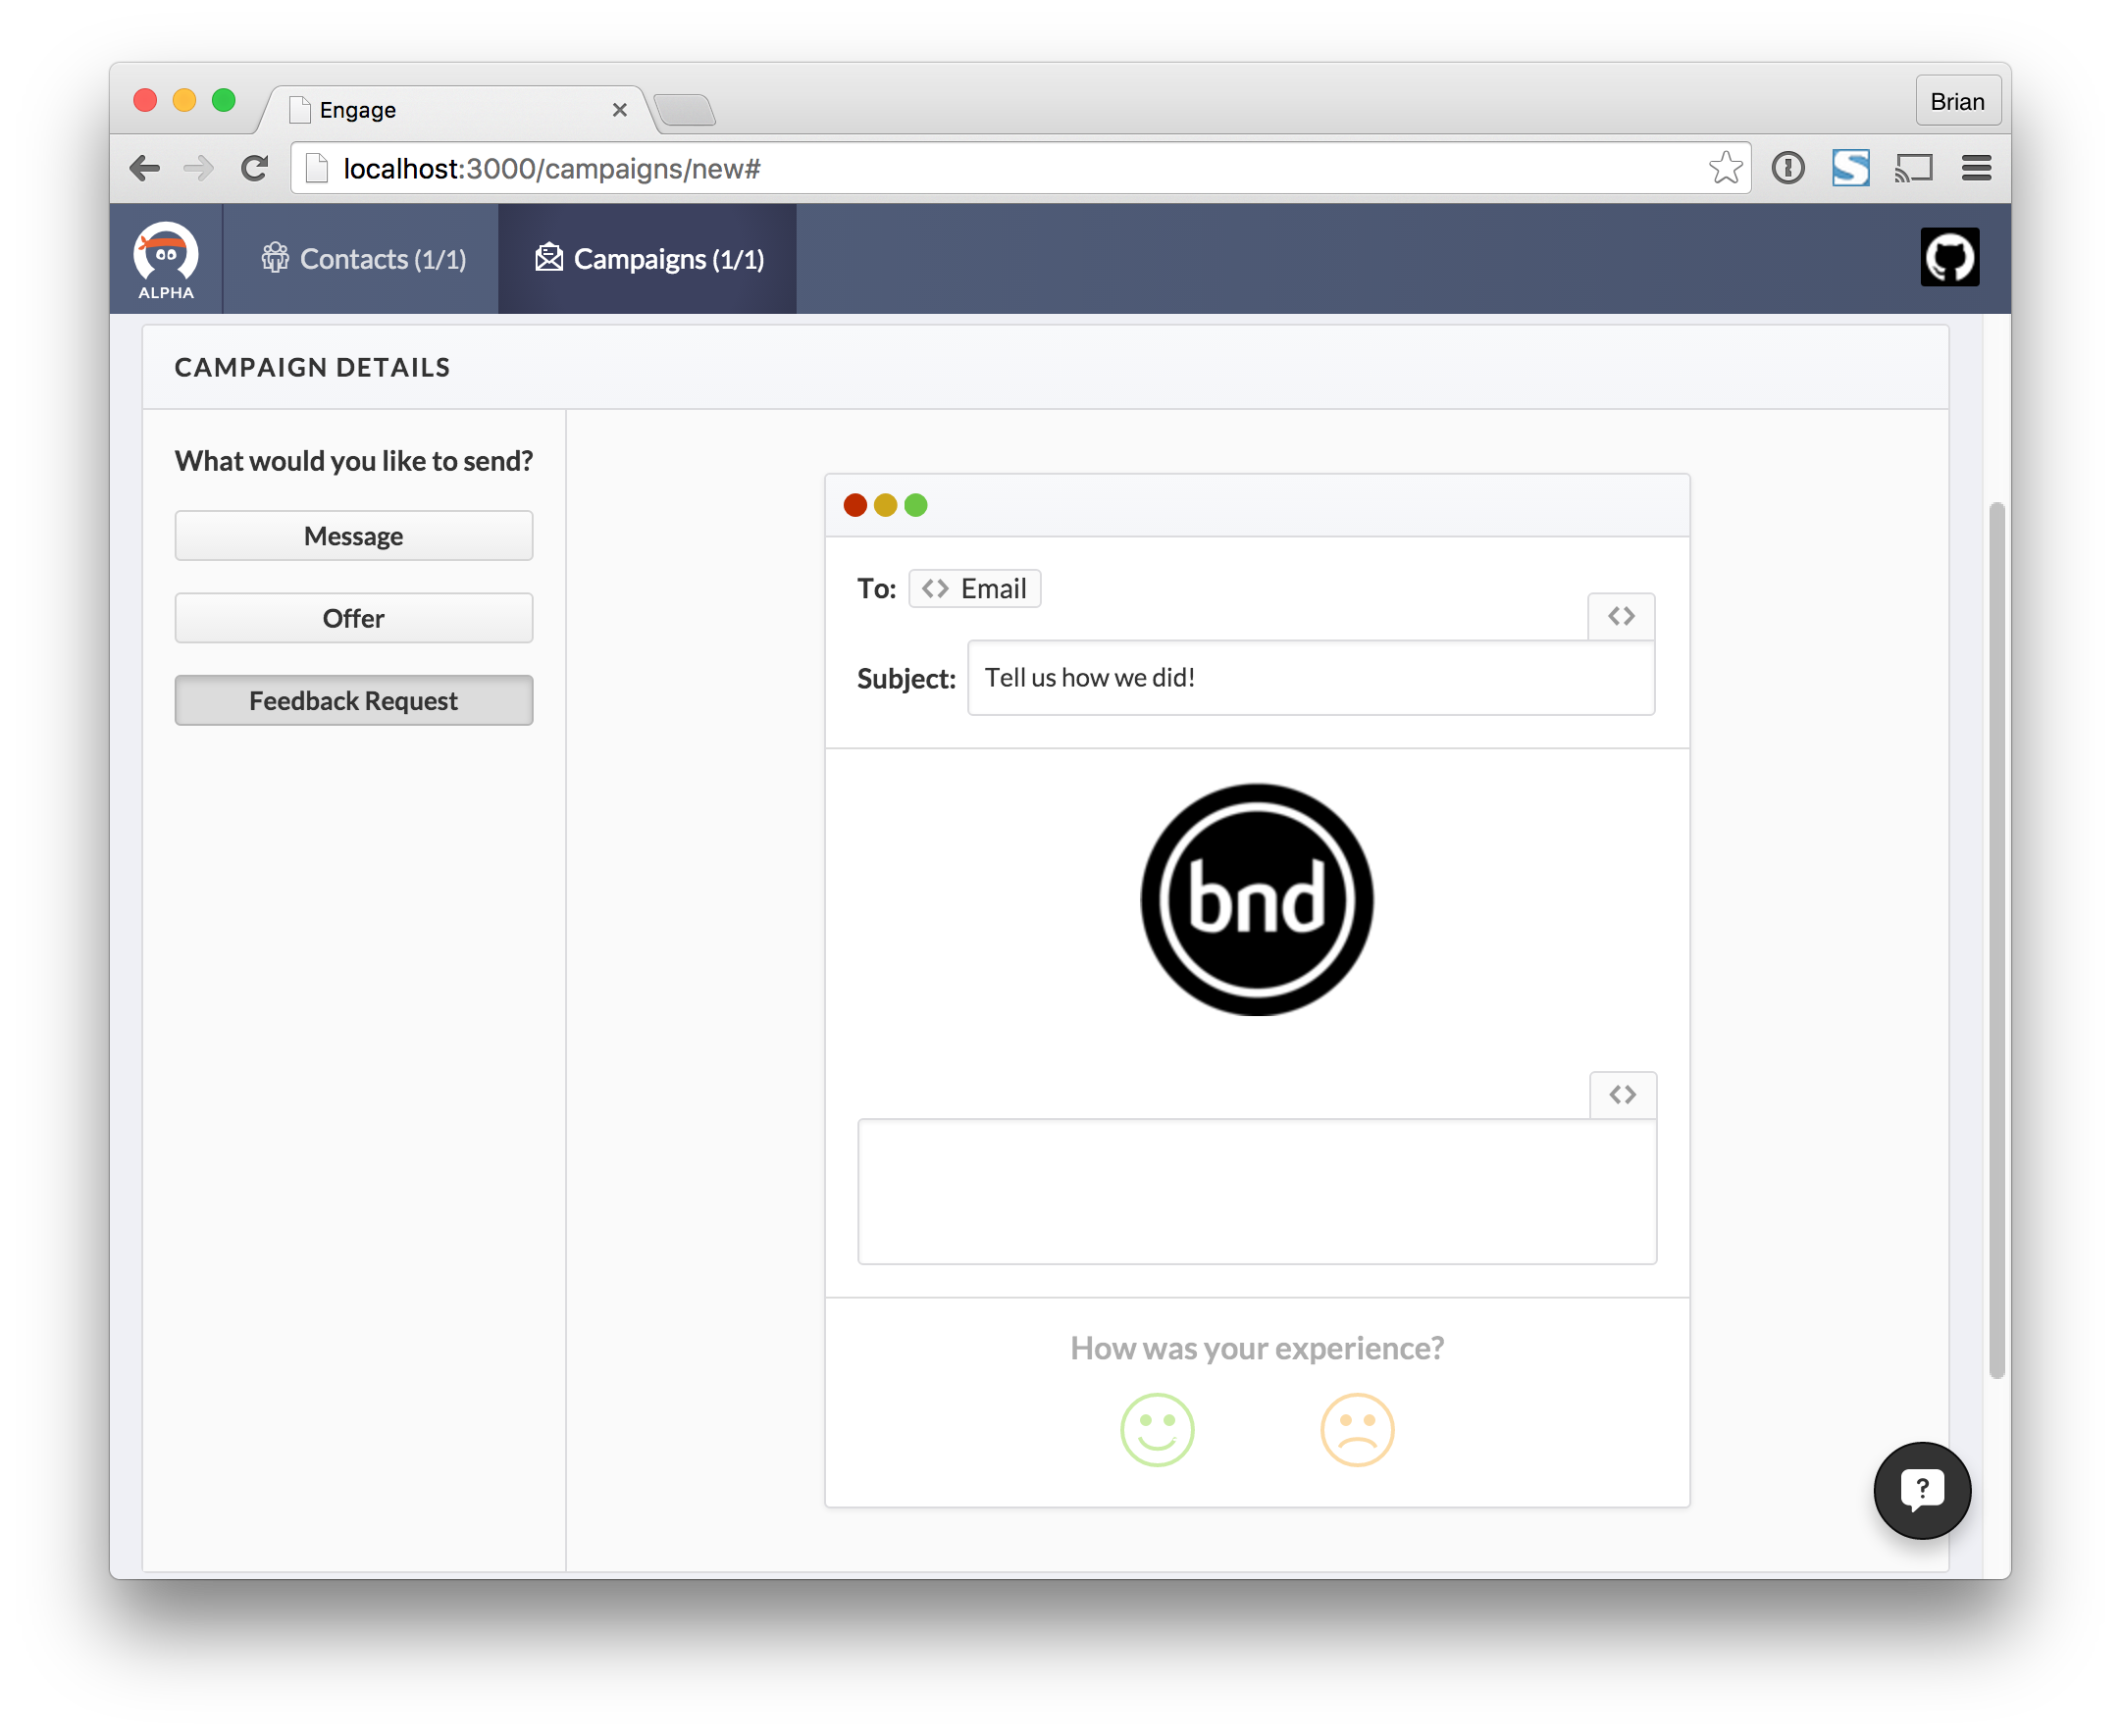 Engage
Brian
localhost:3000/campaigns/new#
ALPHA
Contacts (1/1)
Campaigns (1/1)
CAMPAIGN DETAILS
What would you like to send?
Message
Offer
Feedback Request
To: <> Email
<>
Subject: Tell us how we did!
bnd
<>
How was your experience?
?